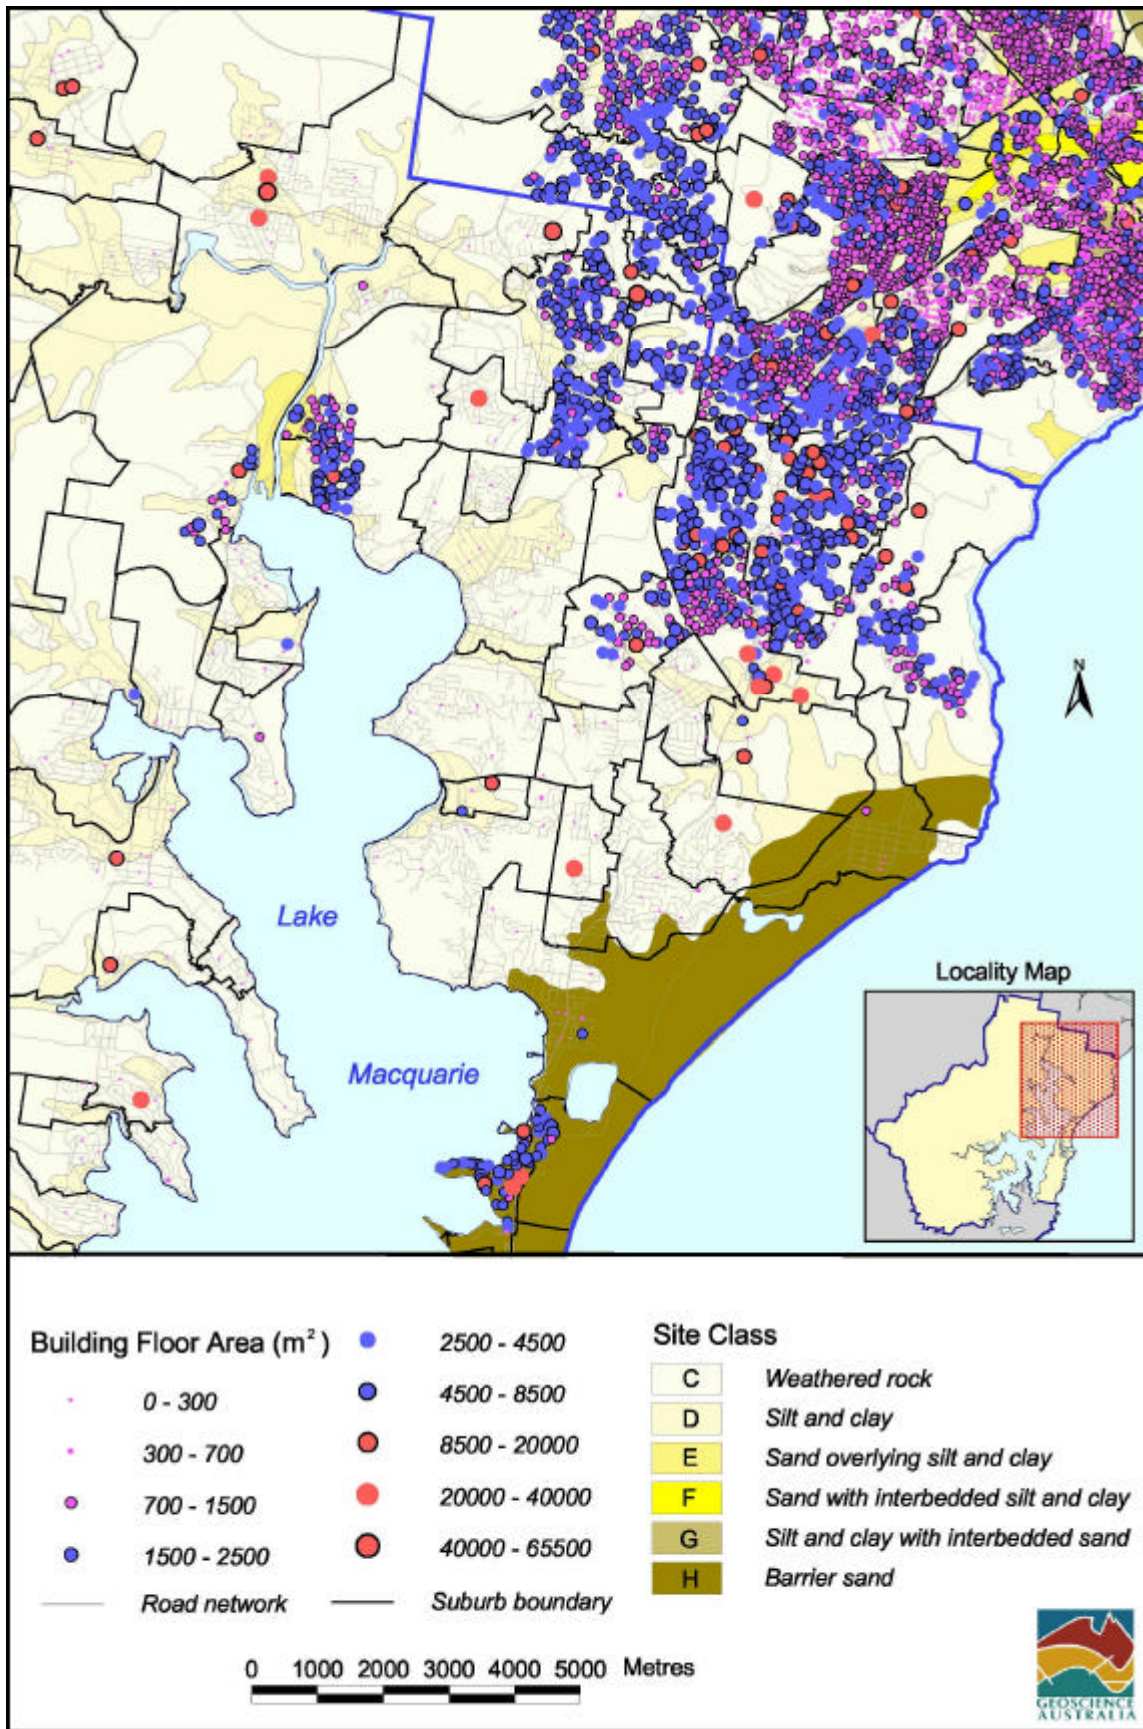 Lake
Macquarie
N
Locality Map
Building Floor Area (m²)
0 - 300
300 - 700
700 - 1500
1500 - 2500
Road network
2500 - 4500
4500 - 8500
8500 - 20000
20000 - 40000
40000 - 65500
Suburb boundary
Site Class
C Weathered rock
D Silt and clay
E Sand overlying silt and clay
F Sand with interbedded silt and clay
G Silt and clay with interbedded sand
H Barrier sand
0 1000 2000 3000 4000 5000 Metres
GEOSCIENCE
AUSTRALIA